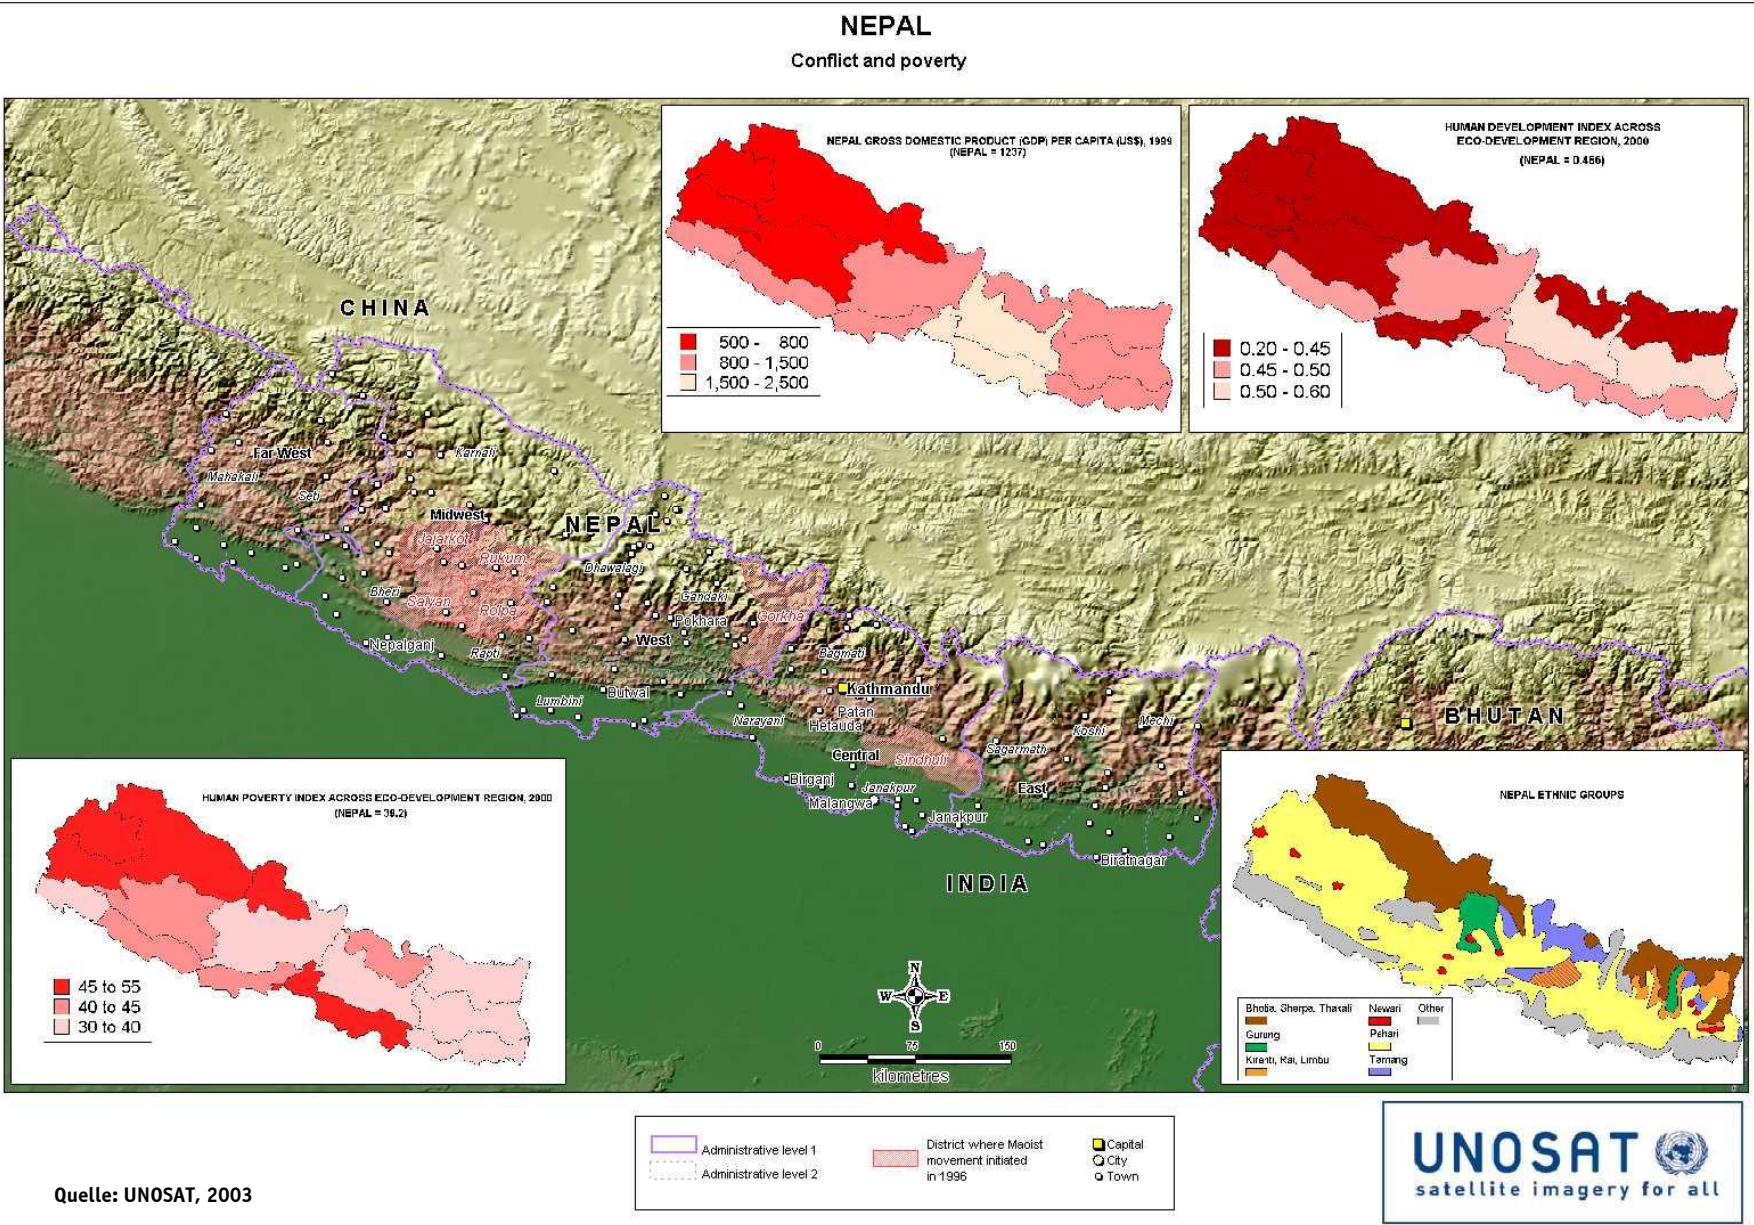 NEPAL
Conflict and poverty
NEPAL GROSS DOMESTIC PRODUCT (GDP) PER CAPITA (US$), 1999
(NEPAL = 1237)
500 - 800
800 - 1,500
1,500 - 2,500
HUMAN DEVELOPMENT INDEX ACROSS
ECO-DEVELOPMENT REGION, 2000
(NEPAL = 0.466)
0.20 - 0.45
0.45 - 0.50
0.50 - 0.60
CHINA
Far West
Karnali
Mahakali
Seti
Midwest
NEPAL
Jajarkot
Rukum
Dhawalagi
Bheri
Salyan
Rolpa
Gandaki
Gorkha
Pokhara
Nepalganj
West
Rapti
Bagmati
Lumbini
Butwal
Kathmandu
Narayani
Patan
Hetauda
Koshi
Mechi
BHUTAN
Sagarmath
Central
Sindhuli
Birganj
Janakpur
East
Malangwa
Janakpur
Biratnagar
INDIA
HUMAN POVERTY INDEX ACROSS ECO-DEVELOPMENT REGION, 2000
(NEPAL = 39.2)
45 to 55
40 to 45
30 to 40
NEPAL ETHNIC GROUPS
Bhotia, Sherpa, Thakali
Newari
Other
Gurung
Pahari
Kiranti, Rai, Limbu
Tamang
N
W E
S
0 75 150
kilometres
Administrative level 1
Administrative level 2
District where Maoist
movement initiated
in 1996
Capital
City
Town
UNOSAT
satellite imagery for all
Quelle: UNOSAT, 2003